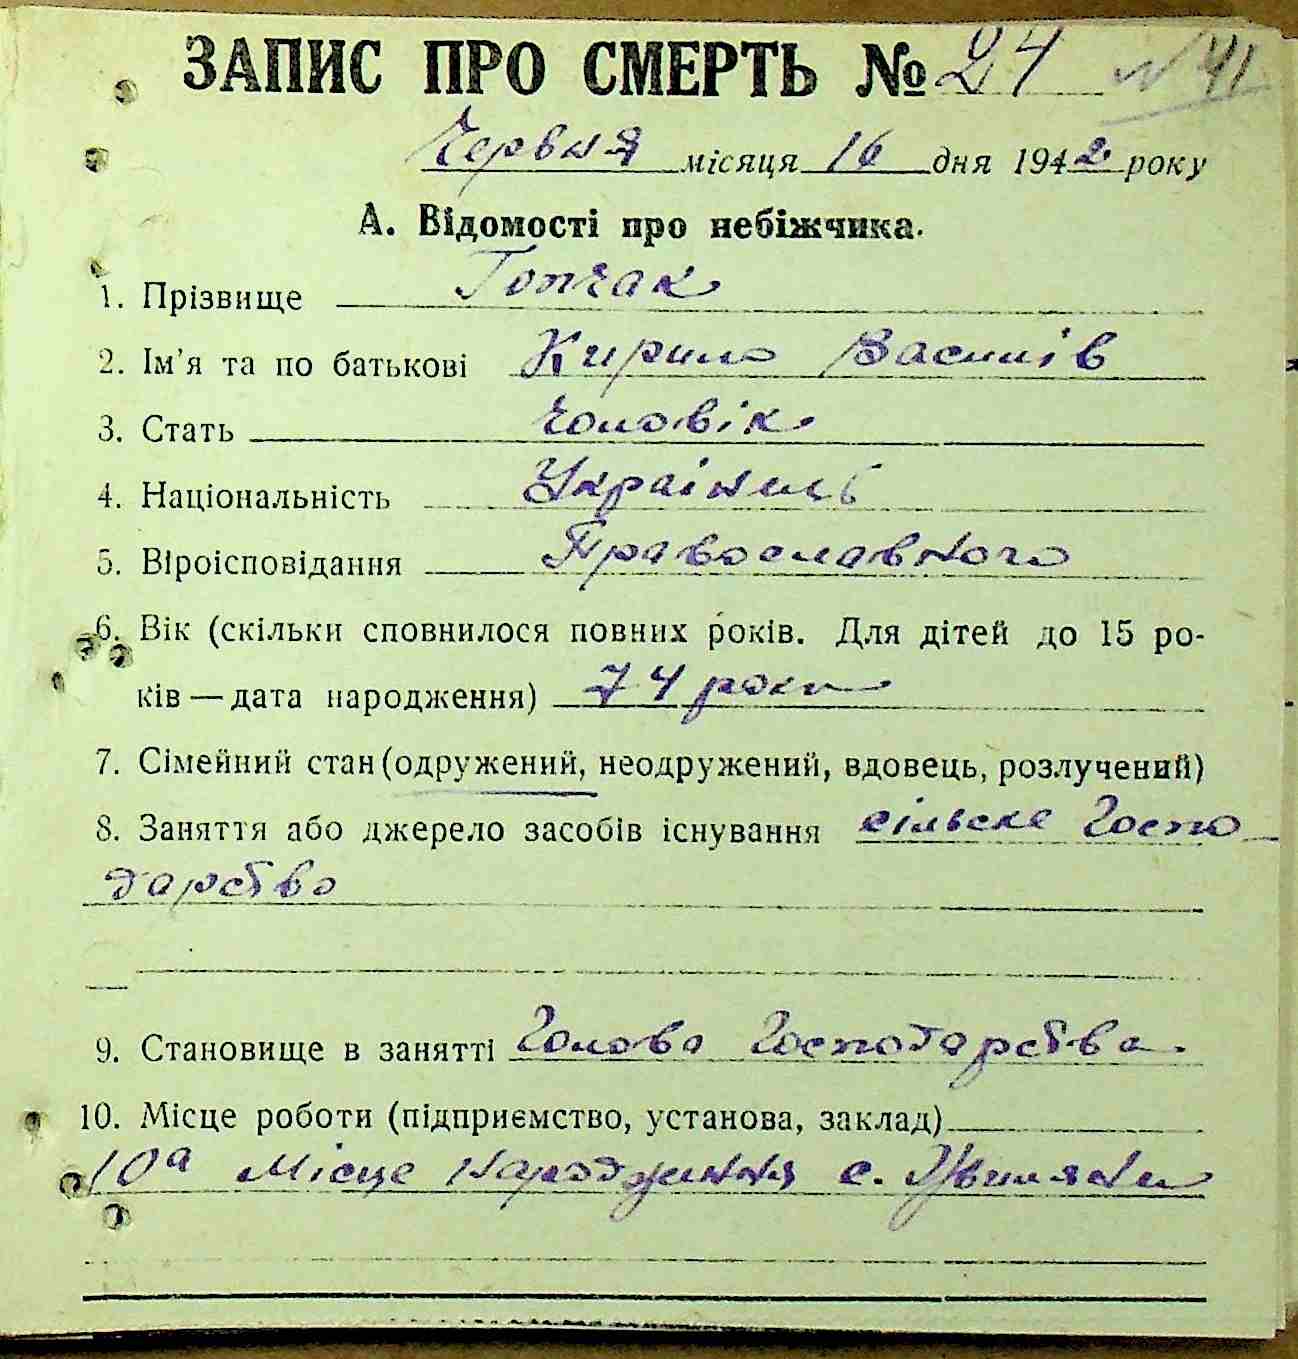 ЗАПИС ПРО СМЕРТЬ № 24 № 41
Червня місяця 16 дня 1942 року
А. Відомості про небіжчика.
1. Прізвище Топчак
2. Ім'я та по батькові Кирило Василів
3. Стать чоловік
4. Національність Українець
5. Віроісповідання Православного
6. Вік (скільки сповнилося повних років. Для дітей до 15 ро-
ків — дата народження) 74 роки
7. Сімейний стан (одружений, неодружений, вдовець, розлучений)
8. Заняття або джерело засобів існування сільске Госпо
дарство
9. Становище в занятті Голова Господарства
10. Місце роботи (підприємство, установа, заклад)
10а Місце народження с.